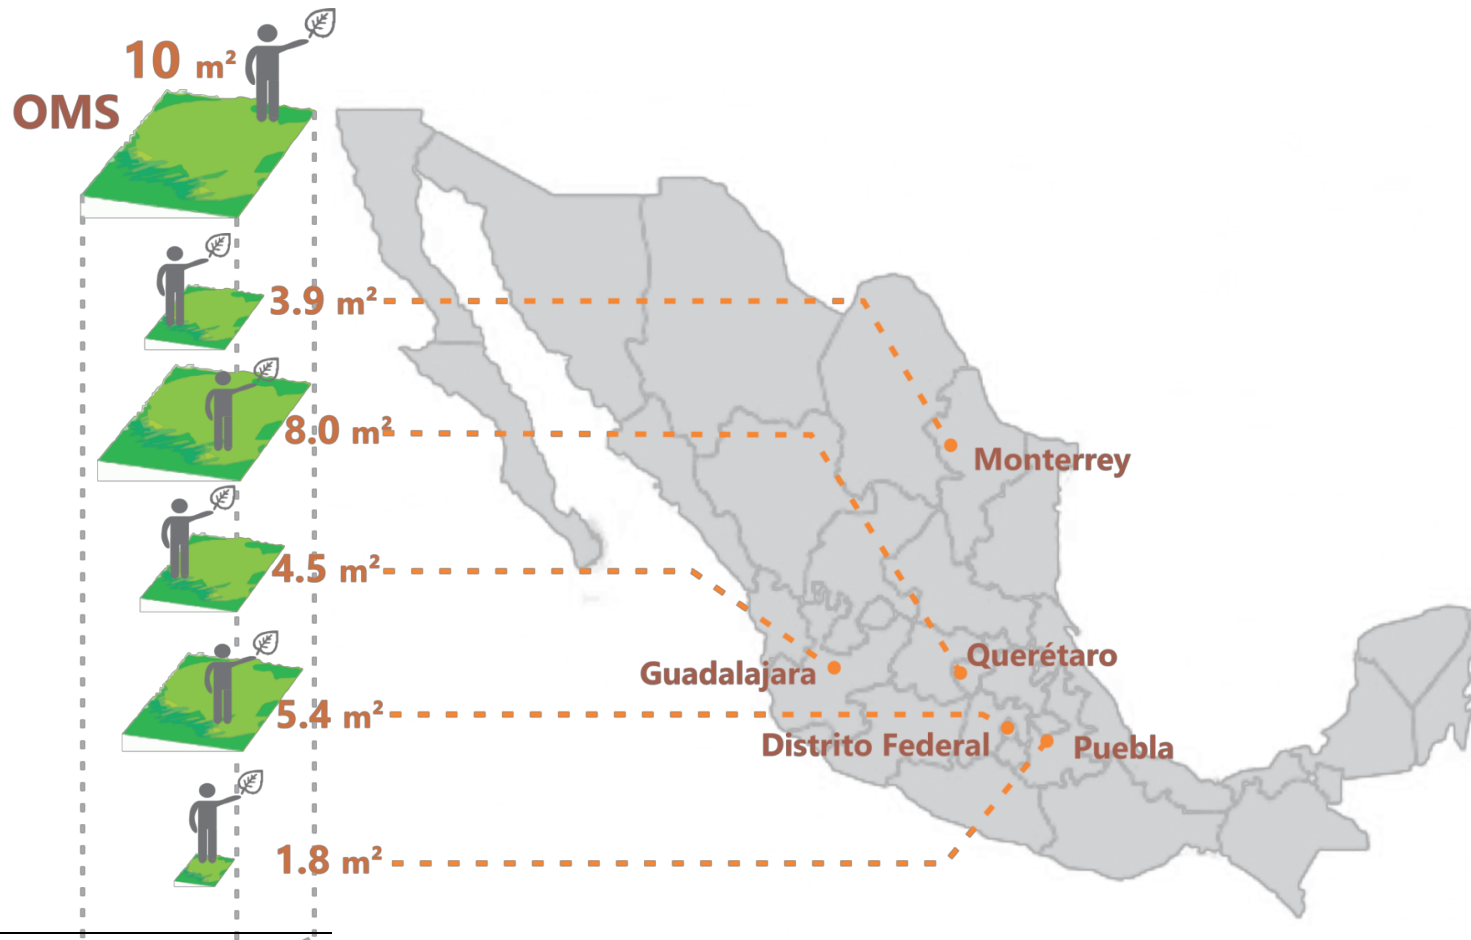 10 m²
OMS
3.9 m²
8.0 m²
4.5 m²
5.4 m²
1.8 m²
Monterrey
Querétaro
Guadalajara
Distrito Federal
Puebla